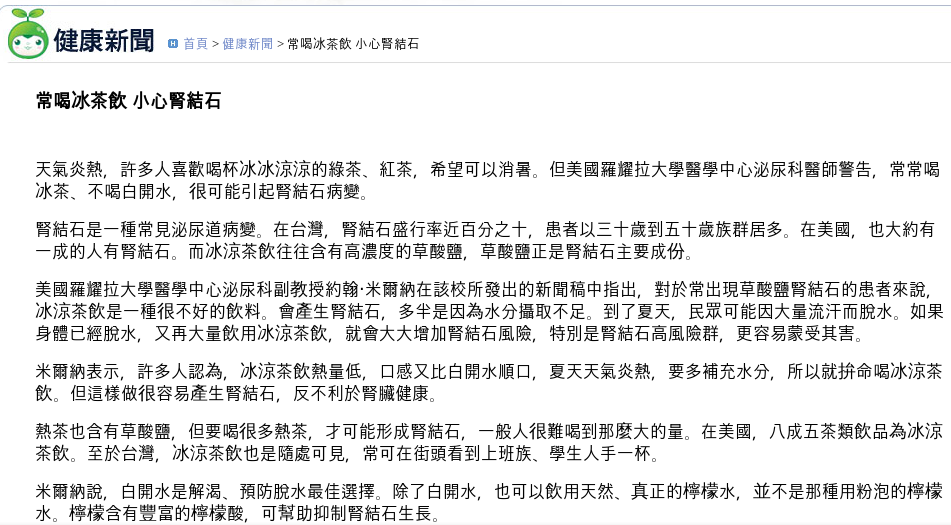 健康新聞 首頁 > 健康新聞 > 常喝冰茶飲 小心腎結石
常喝冰茶飲 小心腎結石
天氣炎熱，許多人喜歡喝杯冰冰涼涼的綠茶、紅茶，希望可以消暑。但美國羅耀拉大學醫學中心泌尿科醫師警告，常常喝
冰茶、不喝白開水，很可能引起腎結石病變。
腎結石是一種常見泌尿道病變。在台灣，腎結石盛行率近百分之十，患者以三十歲到五十歲族群居多。在美國，也大約有
一成的人有腎結石。而冰涼茶飲往往含有高濃度的草酸鹽，草酸鹽正是腎結石主要成份。
美國羅耀拉大學醫學中心泌尿科副教授約翰·米爾納在該校所發出的新聞稿中指出，對於常出現草酸鹽腎結石的患者來說，
冰涼茶飲是一種很不好的飲料。會產生腎結石，多半是因為水分攝取不足。到了夏天，民眾可能因大量流汗而脫水。如果
身體已經脫水，又再大量飲用冰涼茶飲，就會大大增加腎結石風險，特別是腎結石高風險群，更容易蒙受其害。
米爾納表示，許多人認為，冰涼茶飲熱量低，口感又比白開水順口，夏天天氣炎熱，要多補充水分，所以就拚命喝冰涼茶
飲。但這樣做很容易產生腎結石，反不利於腎臟健康。
熱茶也含有草酸鹽，但要喝很多熱茶，才可能形成腎結石，一般人很難喝到那麼大的量。在美國，八成五茶類飲品為冰涼
茶飲。至於台灣，冰涼茶飲也是隨處可見，常可在街頭看到上班族、學生人手一杯。
米爾納說，白開水是解渴、預防脫水最佳選擇。除了白開水，也可以飲用天然、真正的檸檬水，並不是那種用粉泡的檸檬
水。檸檬含有豐富的檸檬酸，可幫助抑制腎結石生長。